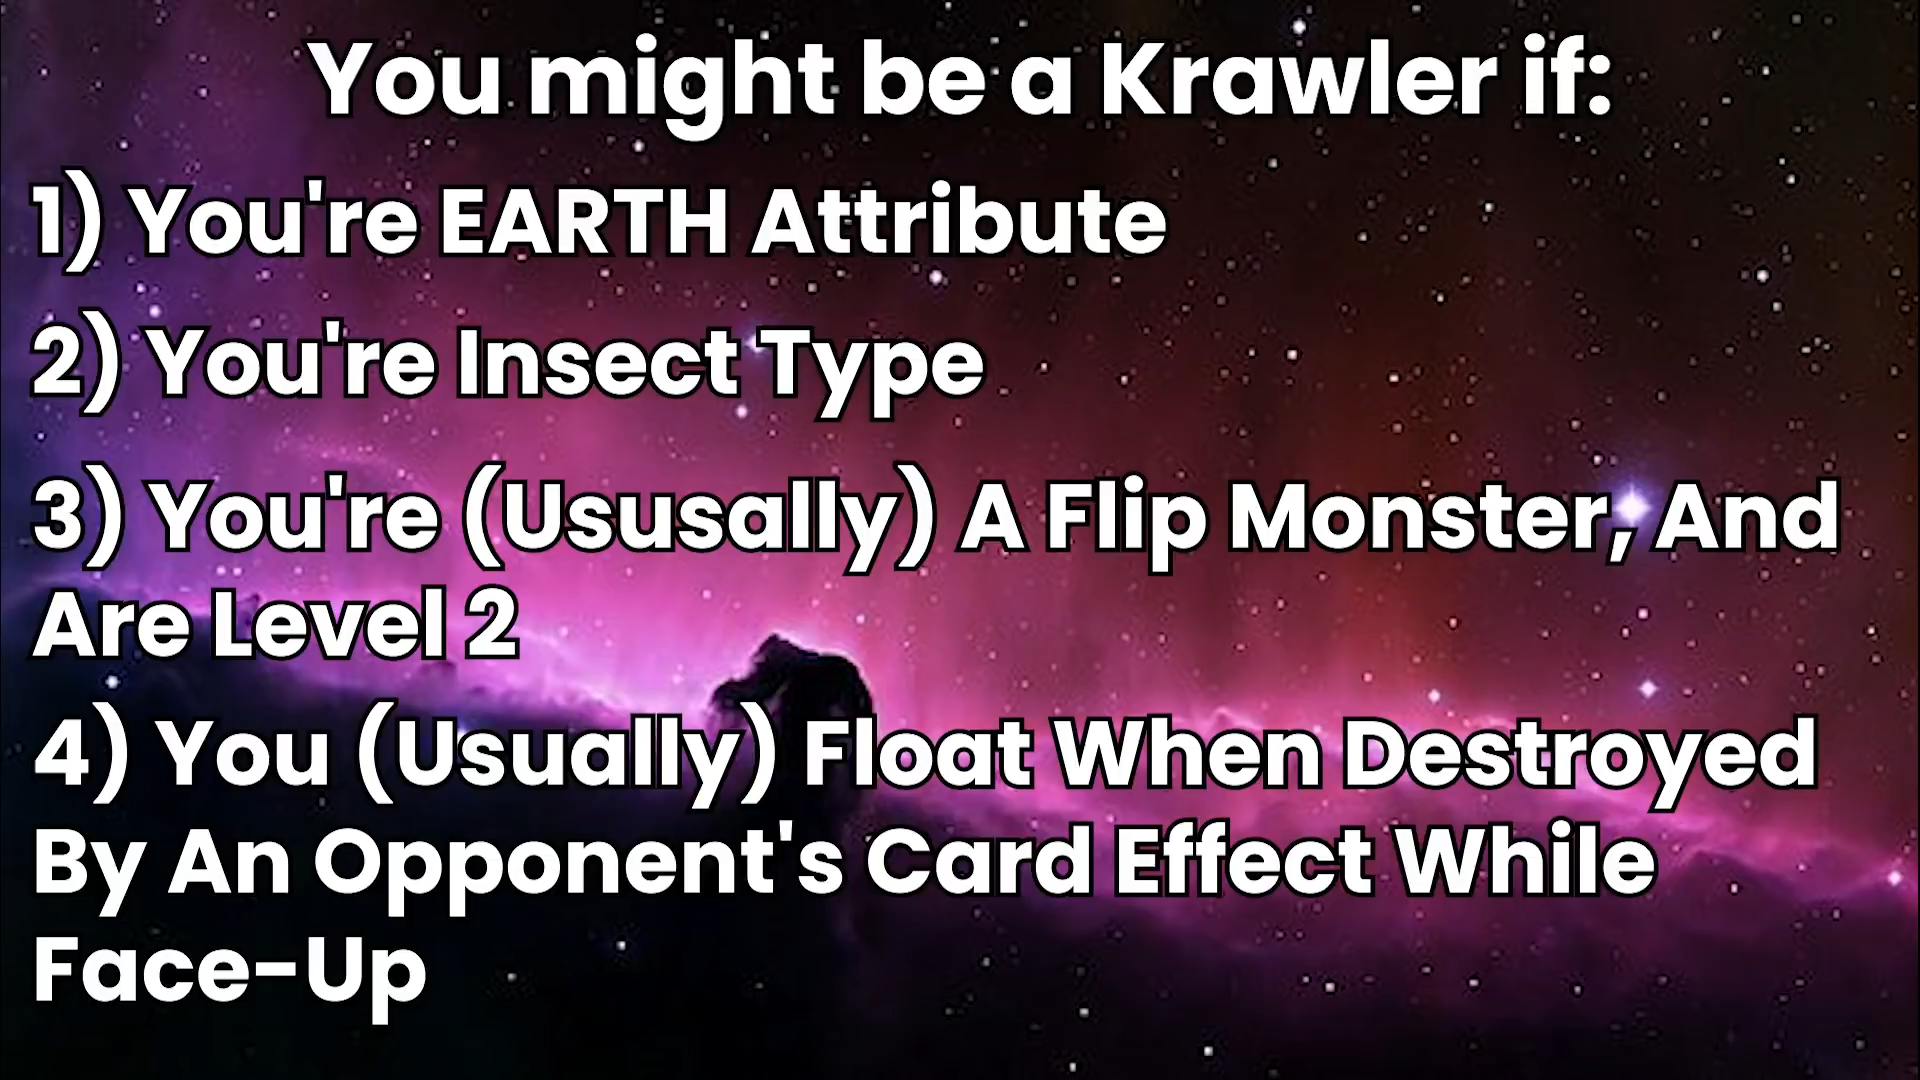 You might be a Krawler if:
1) You're EARTH Attribute
2) You're Insect Type
3) You're (Ususally) A Flip Monster, And
Are Level 2
4) You (Usually) Float When Destroyed
By An Opponent's Card Effect While
Face-Up